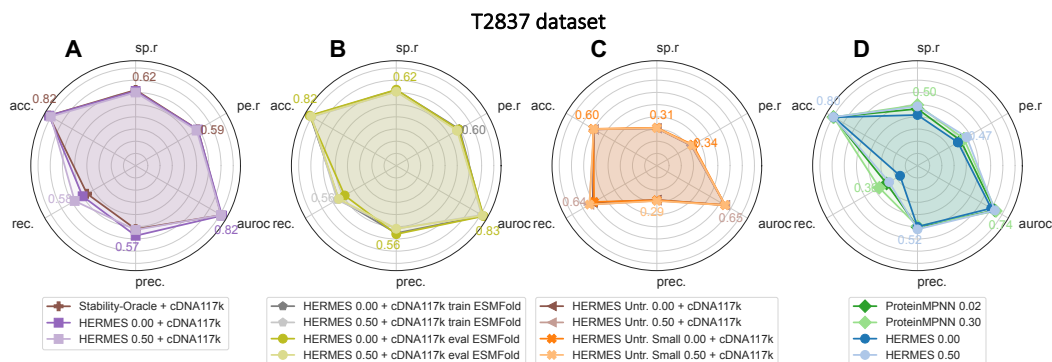 T2837 dataset
A
sp.r
0.62
acc.
0.82
pe.r
0.59
rec.
0.58
auroc
0.82
0.57
prec.
Stability-Oracle + cDNA117k
HERMES 0.00 + cDNA117k
HERMES 0.50 + cDNA117k
B
sp.r
0.62
acc.
0.82
pe.r
0.60
rec.
0.56
auroc
0.83
0.56
prec.
HERMES 0.00 + cDNA117k train ESMFold
HERMES 0.50 + cDNA117k train ESMFold
HERMES 0.00 + cDNA117k eval ESMFold
HERMES 0.50 + cDNA117k eval ESMFold
C
sp.r
0.31
acc.
0.60
pe.r
0.34
rec.
0.64
auroc
0.65
0.29
prec.
HERMES Untr. 0.00 + cDNA117k
HERMES Untr. 0.50 + cDNA117k
HERMES Untr. Small 0.00 + cDNA117k
HERMES Untr. Small 0.50 + cDNA117k
D
sp.r
0.50
acc.
0.80
pe.r
0.47
rec.
auroc
0.74
0.52
prec.
ProteinMPNN 0.02
ProteinMPNN 0.30
HERMES 0.00
HERMES 0.50